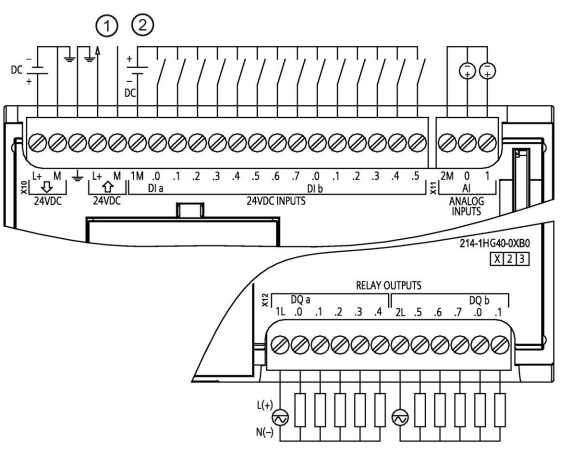 ① ②
DC − +
+ − DC
L+ M ⏚ L+ M 1M .0 .1 .2 .3 .4 .5 .6 .7 .0 .1 .2 .3 .4 .5 2M 0 1
X10 24VDC 24VDC DI a DI b X11 AI
24VDC INPUTS ANALOG
INPUTS
214-1HG40-0XB0
X 2 3
RELAY OUTPUTS
X12 DQ a DQ b
1L .0 .1 .2 .3 .4 2L .5 .6 .7 .0 .1
L(+)
N(−)